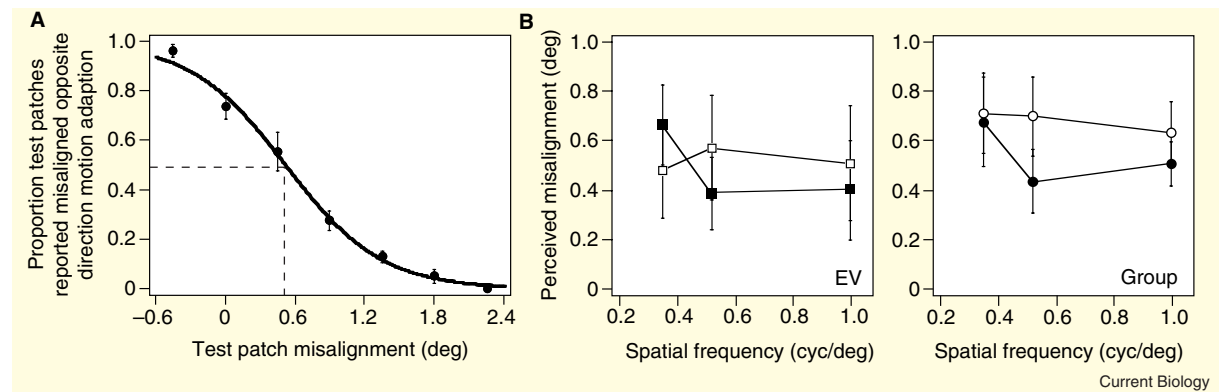 A
Proportion test patches
reported misaligned opposite
direction motion adaption
1.0
0.8
0.6
0.4
0.2
0
–0.6 0 0.6 1.2 1.8 2.4
Test patch misalignment (deg)
B
Perceived misalignment (deg)
1.0
0.8
0.6
0.4
0.2
0
EV
0.2 0.4 0.6 0.8 1.0
Spatial frequency (cyc/deg)
1.0
0.8
0.6
0.4
0.2
0
Group
0.2 0.4 0.6 0.8 1.0
Spatial frequency (cyc/deg)
Current Biology